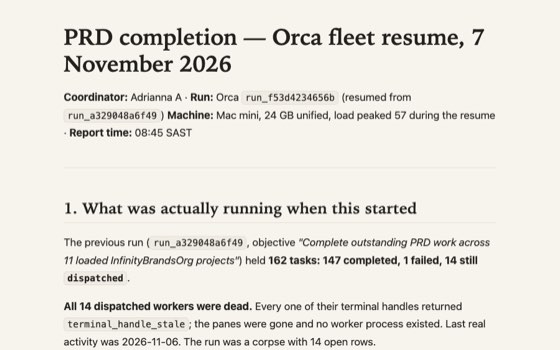 PRD completion — Orca fleet resume, 7
November 2026
Coordinator: Adrianna A · Run: Orca run_f53d4234656b (resumed from
run_a329048a6f49 ) Machine: Mac mini, 24 GB unified, load peaked 57 during the resume
· Report time: 08:45 SAST
1. What was actually running when this started
The previous run ( run_a329048a6f49 , objective "Complete outstanding PRD work across
11 loaded InfinityBrandsOrg projects") held 162 tasks: 147 completed, 1 failed, 14 still
dispatched .
All 14 dispatched workers were dead. Every one of their terminal handles returned
terminal_handle_stale ; the panes were gone and no worker process existed. Last real
activity was 2026-11-06. The run was a corpse with 14 open rows.